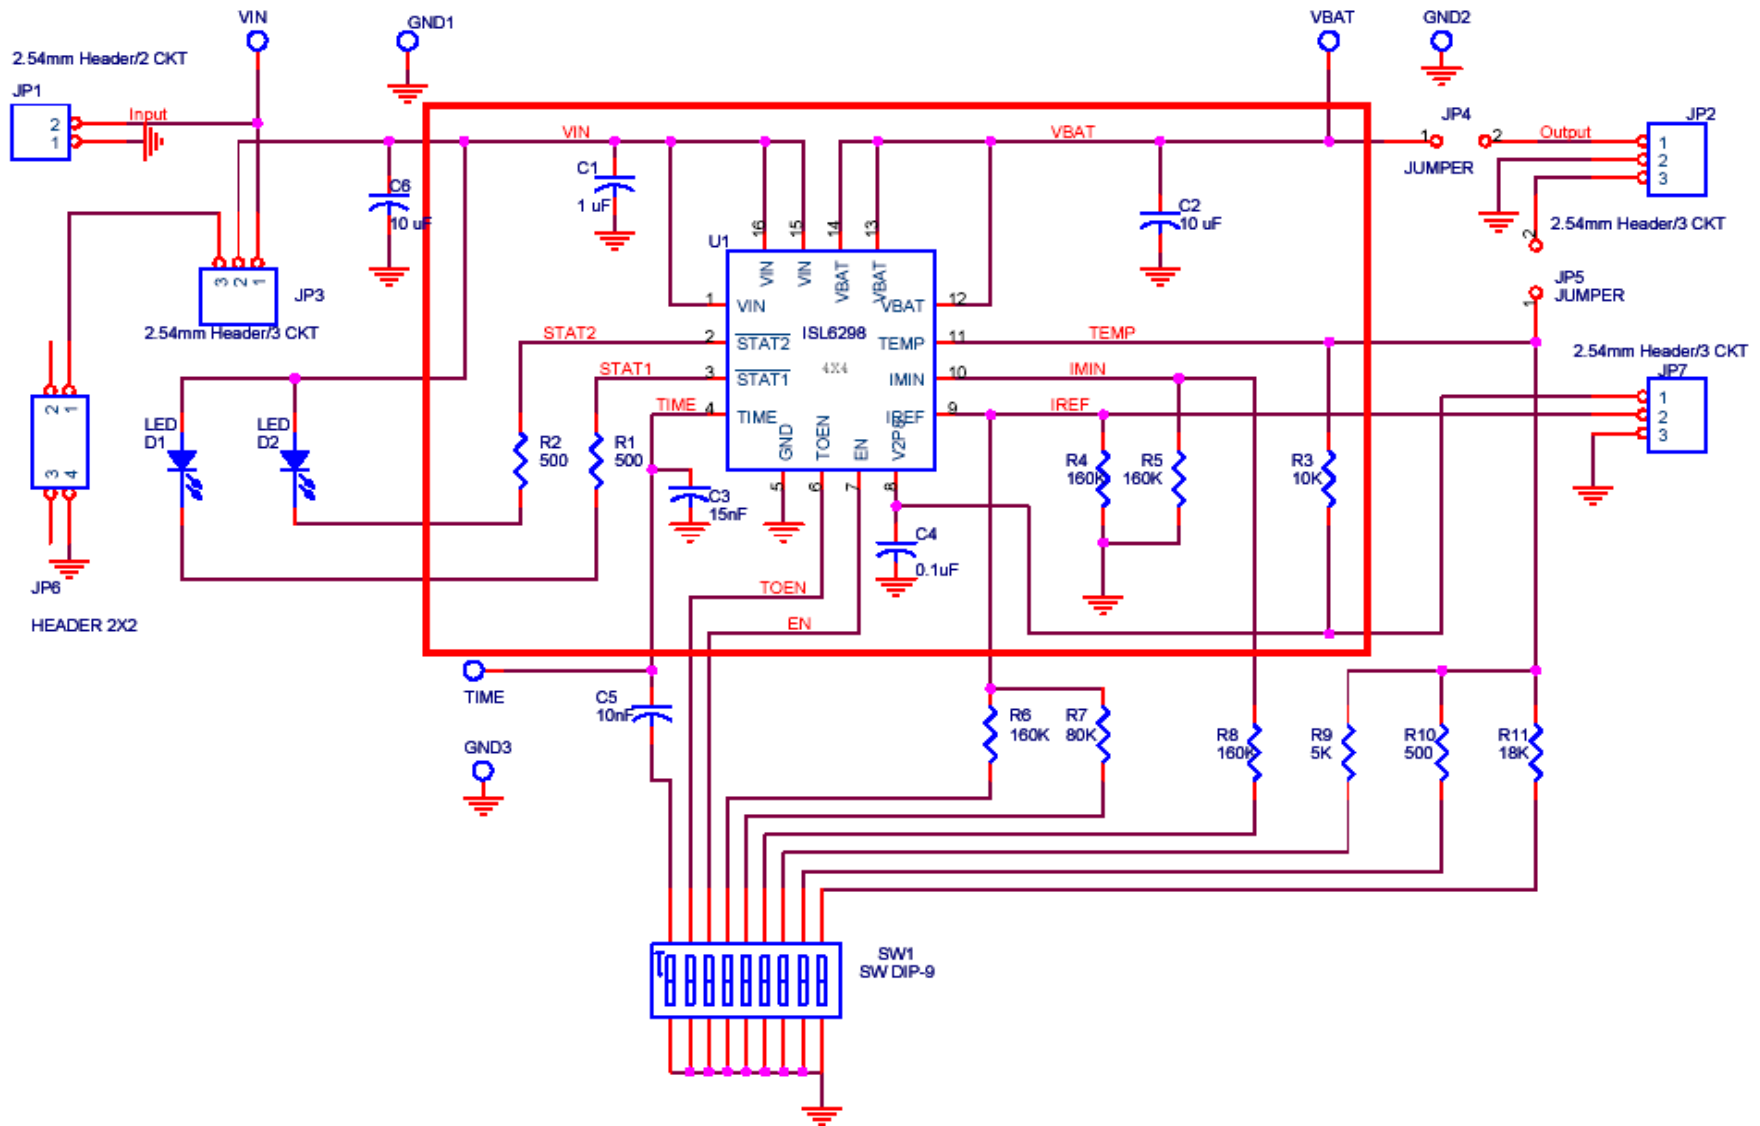 VIN
GND1
VBAT
GND2
2.54mm Header/2 CKT
JP1
Input
2
1
VIN
VBAT
JP4
1
2
JUMPER
Output
JP2
1
2
3
2.54mm Header/3 CKT
C6
10 uF
C1
1 uF
C2
10 uF
2
JP5
JUMPER
1
U1
16
15
14
13
VIN
VIN
VBAT
VBAT
3
2
1
JP3
2.54mm Header/3 CKT
1
VIN
ISL6298
4X4
VBAT
12
STAT2
2
STAT2
TEMP
11
TEMP
STAT1
3
STAT1
IMIN
10
IMIN
TIME
4
TIME
IREF
9
IREF
GND
TOEN
EN
V2P8
5
6
7
8
2.54mm Header/3 CKT
JP7
1
2
3
2
1
3
4
JP6
HEADER 2X2
LED
D1
LED
D2
R2
500
R1
500
C3
15nF
R4
160K
R5
160K
R3
10K
C4
0.1uF
TOEN
EN
TIME
C5
10nF
GND3
R6
160K
R7
80K
R8
160K
R9
5K
R10
500
R11
18K
SW1
SW DIP-9